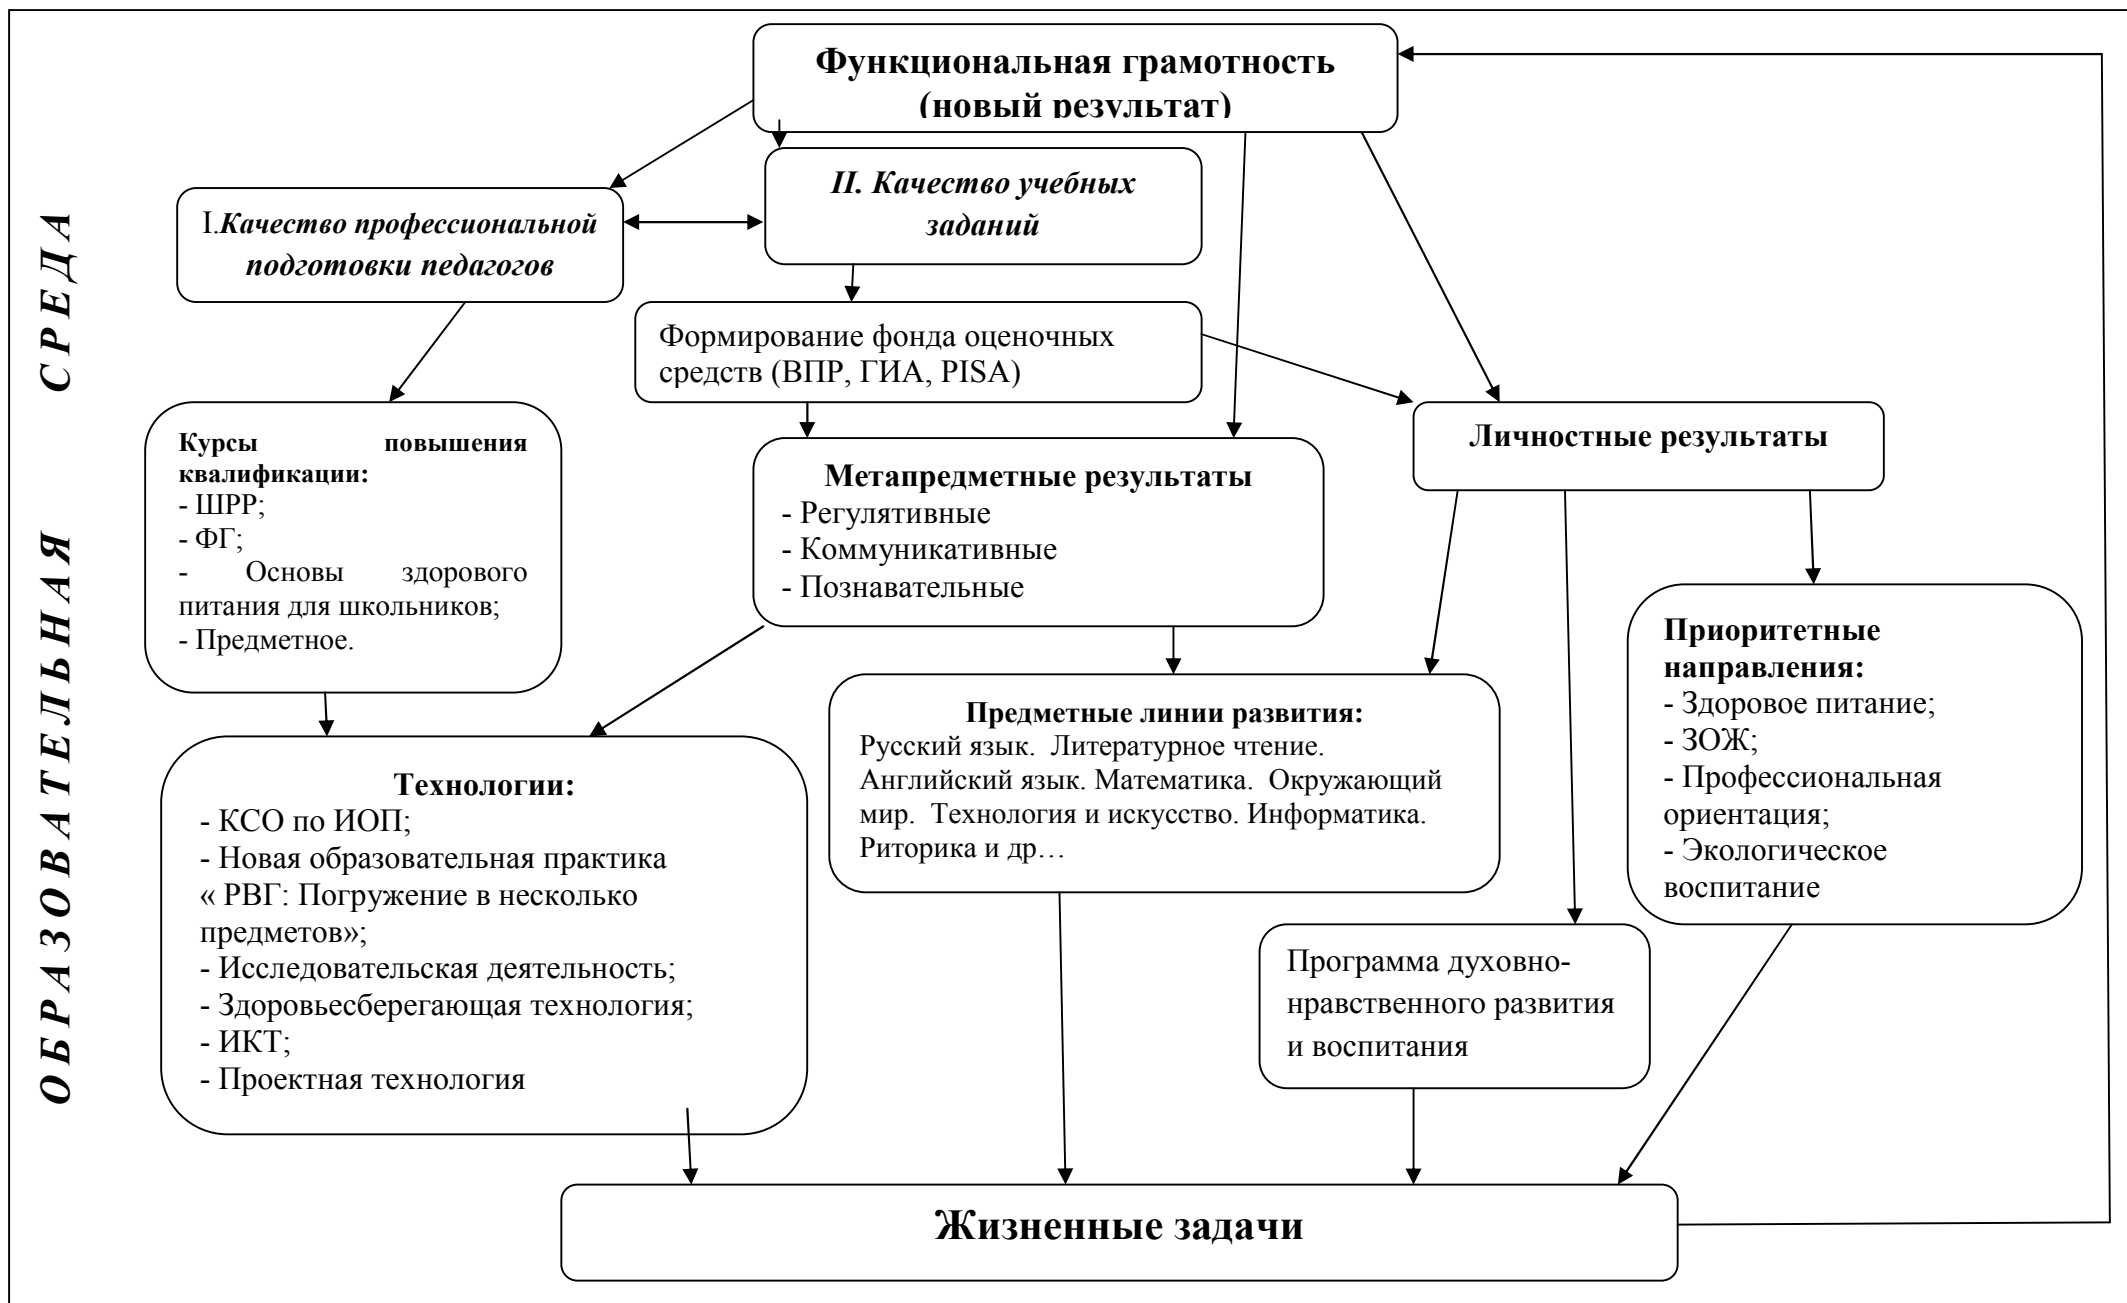 Функциональная грамотность
(новый результат)
II. Качество учебных
заданий
I.Качество профессиональной
подготовки педагогов
Формирование фонда оценочных
средств (ВПР, ГИА, PISA)
Личностные результаты
Курсы повышения
квалификации:
- ШРР;
- ФГ;
- Основы здорового
питания для школьников;
- Предметное.
Метапредметные результаты
- Регулятивные
- Коммуникативные
- Познавательные
Приоритетные
направления:
- Здоровое питание;
- ЗОЖ;
- Профессиональная
ориентация;
- Экологическое
воспитание
Предметные линии развития:
Русский язык.  Литературное чтение.
Английский язык. Математика.  Окружающий
мир.  Технология и искусство. Информатика.
Риторика и др…
Технологии:
- КСО по ИОП;
- Новая образовательная практика
« РВГ: Погружение в несколько
предметов»;
- Исследовательская деятельность;
- Здоровьесберегающая технология;
- ИКТ;
- Проектная технология
Программа духовно-
нравственного развития
и воспитания
Жизненные задачи
ОБРАЗОВАТЕЛЬНАЯ СРЕДА